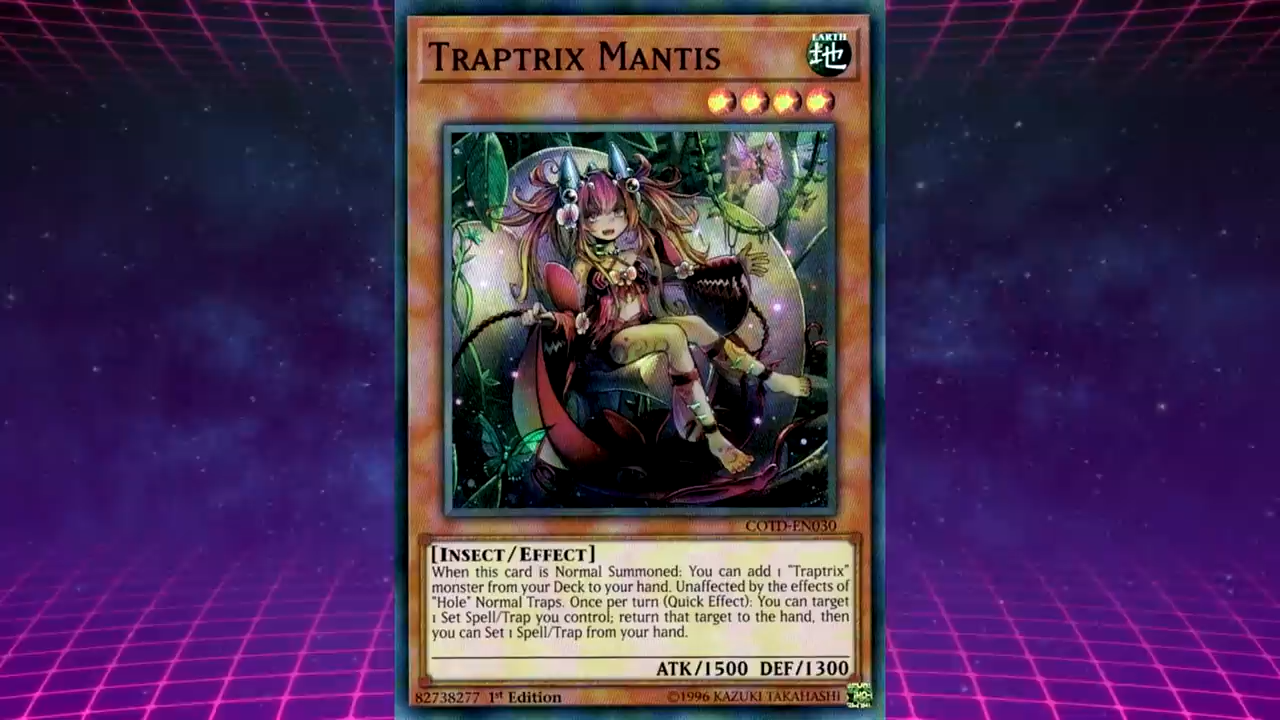 TRAPTRIX MANTIS
EARTH
地
COTD-EN030
[INSECT/EFFECT]
When this card is Normal Summoned: You can add 1 "Traptrix"
monster from your Deck to your hand. Unaffected by the effects of
"Hole" Normal Traps. Once per turn (Quick Effect): You can target
1 Set Spell/Trap you control; return that target to the hand, then
you can Set 1 Spell/Trap from your hand.
ATK/1500 DEF/1300
82738277 1st Edition
©1996 KAZUKI TAKAHASHI